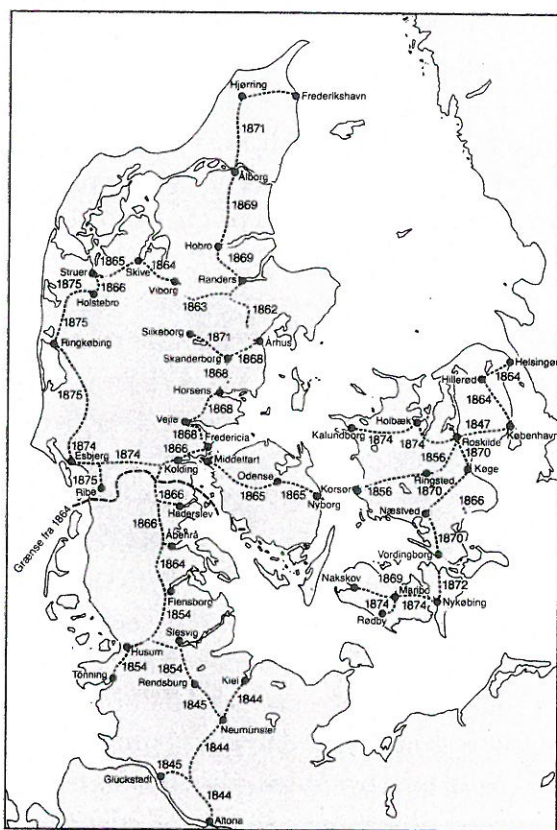 Hjørring
Frederikshavn
1871
Ålborg
1869
Hobro
1869
1865
1864
Struer
Skive
Randers
1875
1866
Viborg
Holstebro
1863
1862
1875
Silkeborg
1871
Århus
Ringkøbing
Skanderborg
1868
1868
Helsingør
Hillerød
1864
Horsens
1864
1875
1868
Holbæk
1847
Vejle
1868
Fredericia
Kalundborg
1874
1874
Roskilde
København
1874
1866
1870
Esbjerg
1874
Middelfart
1856
Køge
Kolding
Odense
Ringsted
1875
1865
1865
Korsør
1856
1870
1866
Ribe
1866
Nyborg
Næstved
Haderslev
Grænse fra 1864
1866
1870
Åbenrå
Vordingborg
1864
1869
1872
Nakskov
Maribo
Flensborg
1874
1874
Nykøbing
1854
Rødby
Slesvig
Husum
1854
1854
Tönning
Rendsburg
Kiel
1845
1844
Neumünster
1844
1845
Glückstadt
1844
Altona